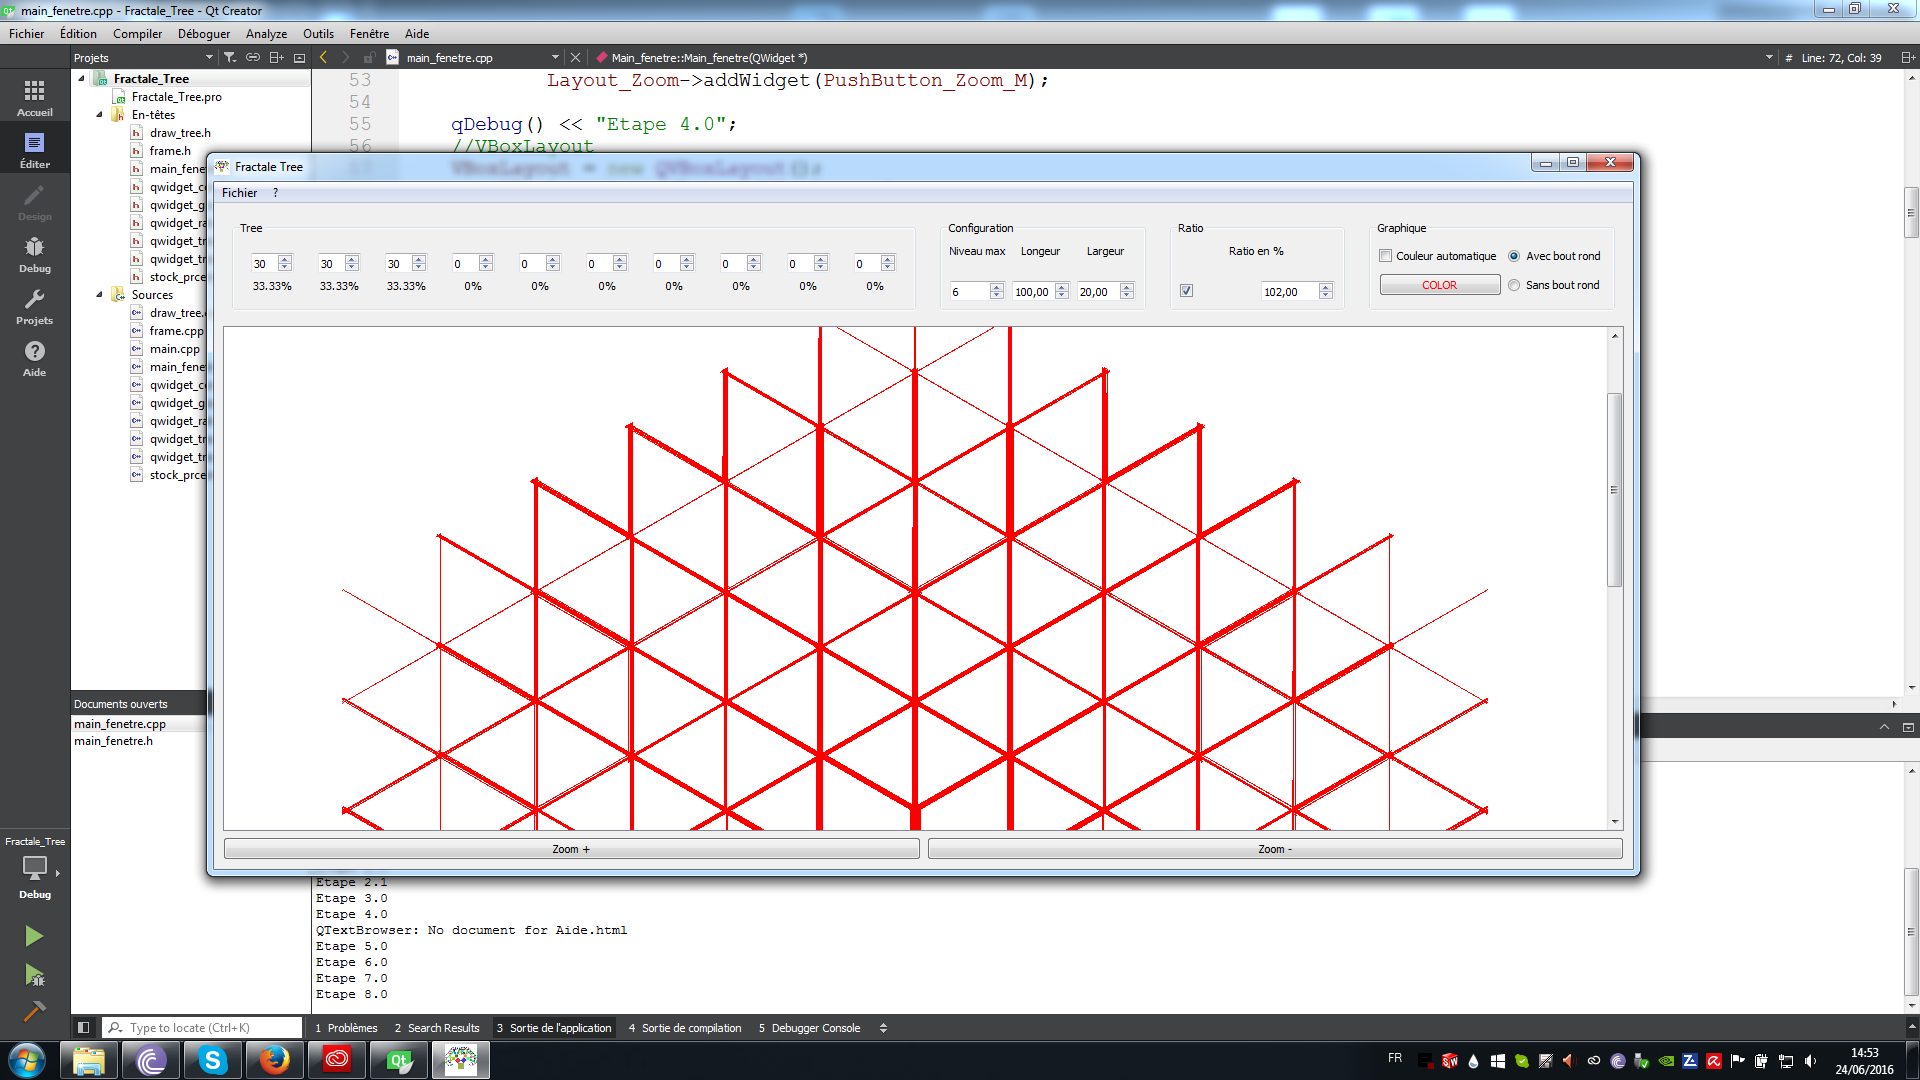 main_fenetre.cpp - Fractale_Tree - Qt Creator
Fichier Édition Compiler Déboguer Analyze Outils Fenêtre Aide
Projets main_fenetre.cpp Main_fenetre::Main_fenetre(QWidget *) # Line: 72, Col: 39
Accueil
Éditer
Design
Debug
Projets
Aide
Fractale_Tree
Fractale_Tree.pro
En-têtes
draw_tree.h
frame.h
main_fene
qwidget_c
qwidget_g
qwidget_ra
qwidget_tr
qwidget_tr
stock_prce
Sources
draw_tree.
frame.cpp
main.cpp
main_fene
qwidget_c
qwidget_g
qwidget_ra
qwidget_tr
qwidget_tr
stock_prce
53 Layout_Zoom->addWidget(PushButton_Zoom_M);
54
55 qDebug() << "Etape 4.0";
56 //VBoxLayout
57 VBoxLayout = new QVBoxLayout();
Fractale Tree
Fichier ?
Tree
30 30 30 0 0 0 0 0 0 0
33.33% 33.33% 33.33% 0% 0% 0% 0% 0% 0% 0%
Configuration
Niveau max Longeur Largeur
6 100,00 20,00
Ratio
Ratio en %
102,00
Graphique
Couleur automatique Avec bout rond
COLOR Sans bout rond
Zoom + Zoom -
Documents ouverts
main_fenetre.cpp
main_fenetre.h
Fractale_Tree
Debug
Etape 2.1
Etape 3.0
Etape 4.0
QTextBrowser: No document for Aide.html
Etape 5.0
Etape 6.0
Etape 7.0
Etape 8.0
Type to locate (Ctrl+K) 1 Problèmes 2 Search Results 3 Sortie de l'application 4 Sortie de compilation 5 Debugger Console
FR
14:53
24/06/2016